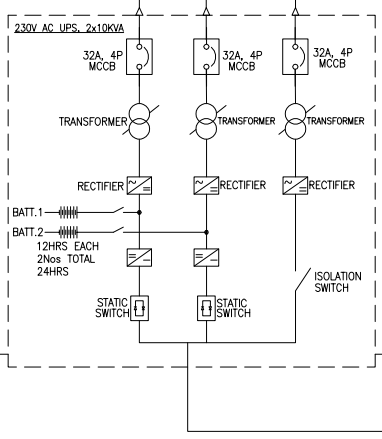 230V AC UPS, 2x10KVA
32A, 4P
MCCB
32A, 4P
MCCB
32A, 4P
MCCB
TRANSFORMER
TRANSFORMER
TRANSFORMER
RECTIFIER
RECTIFIER
RECTIFIER
BATT.1
BATT.2
12HRS EACH
2Nos TOTAL
24HRS
ISOLATION
SWITCH
STATIC
SWITCH
STATIC
SWITCH